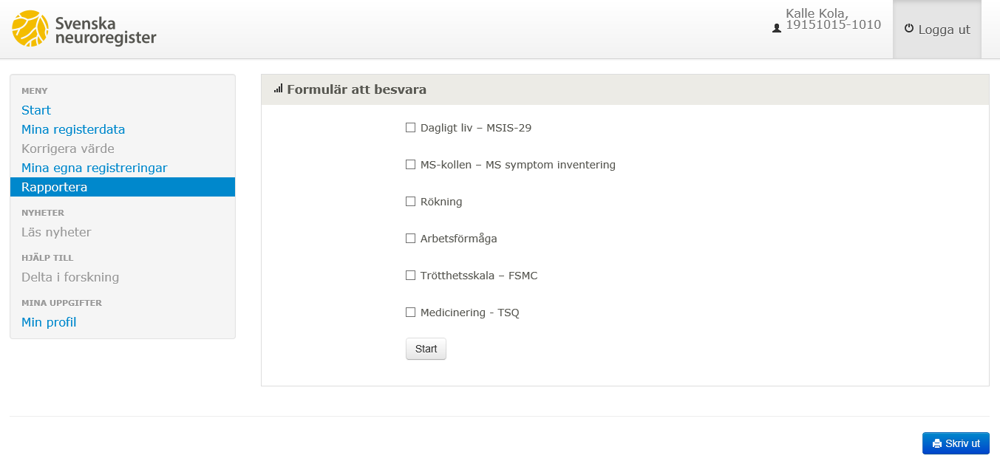 Svenska
neuroregister
Kalle Kola,
19151015-1010
Logga ut
MENY
Start
Mina registerdata
Korrigera värde
Mina egna registreringar
Rapportera
NYHETER
Läs nyheter
HJÄLP TILL
Delta i forskning
MINA UPPGIFTER
Min profil
Formulär att besvara
Dagligt liv – MSIS-29
MS-kollen – MS symptom inventering
Rökning
Arbetsförmåga
Trötthetsskala – FSMC
Medicinering - TSQ
Start
Skriv ut